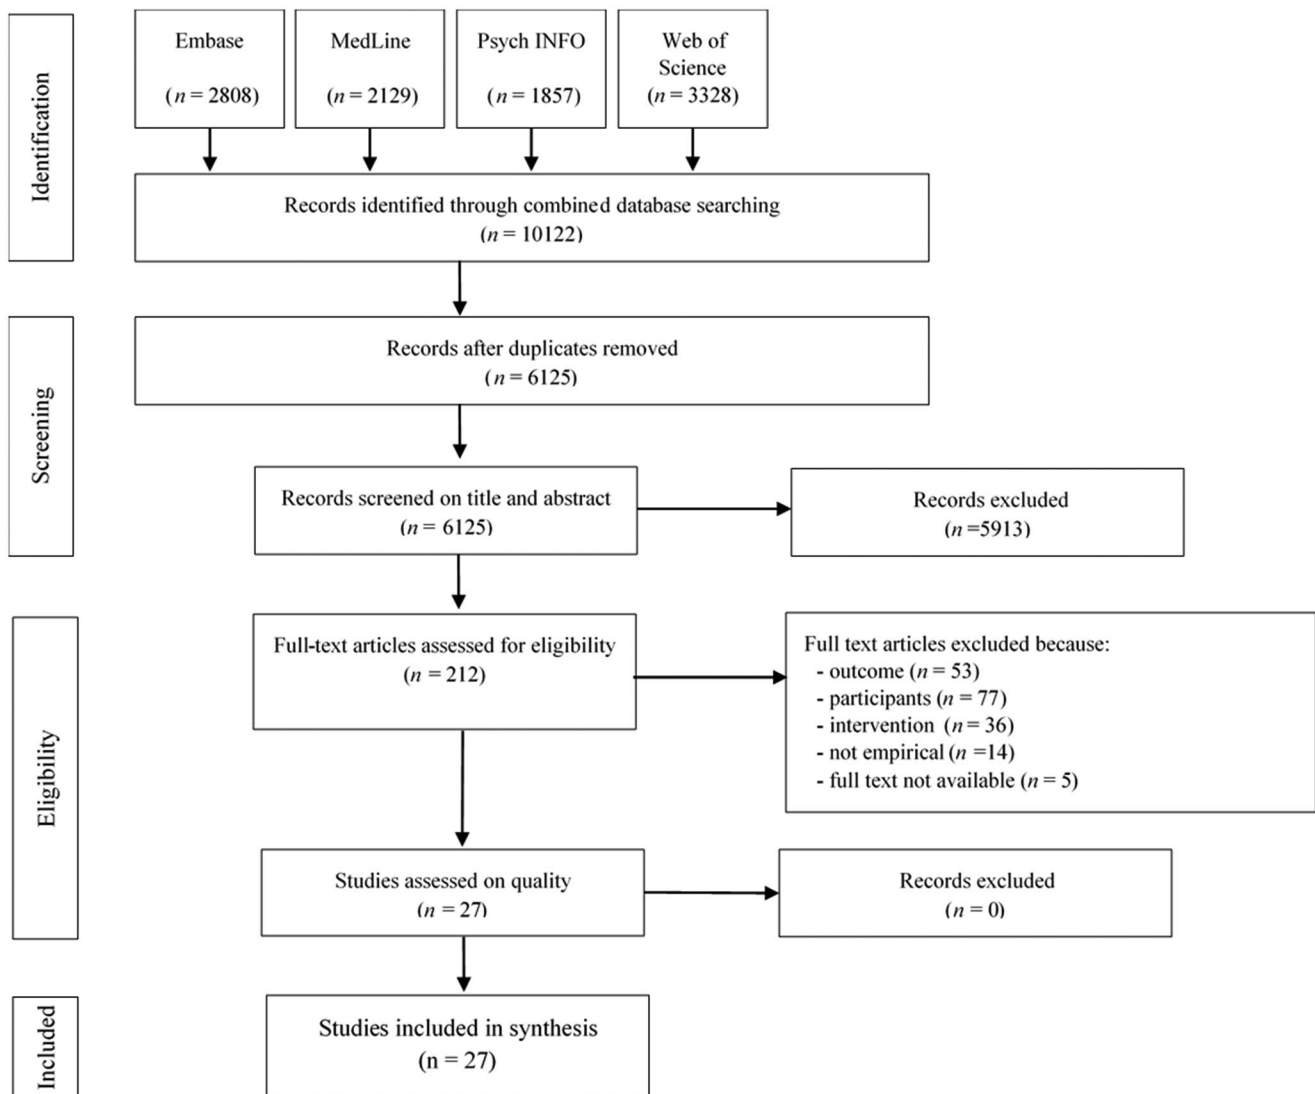 Identification
Embase
(n = 2808)
MedLine
(n = 2129)
Psych INFO
(n = 1857)
Web of
Science
(n = 3328)
Records identified through combined database searching
(n = 10122)
Screening
Records after duplicates removed
(n = 6125)
Records screened on title and abstract
(n = 6125)
Records excluded
(n =5913)
Eligibility
Full-text articles assessed for eligibility
(n = 212)
Full text articles excluded because:
- outcome (n = 53)
- participants (n = 77)
- intervention (n = 36)
- not empirical (n =14)
- full text not available (n = 5)
Studies assessed on quality
(n = 27)
Records excluded
(n = 0)
Included
Studies included in synthesis
(n = 27)